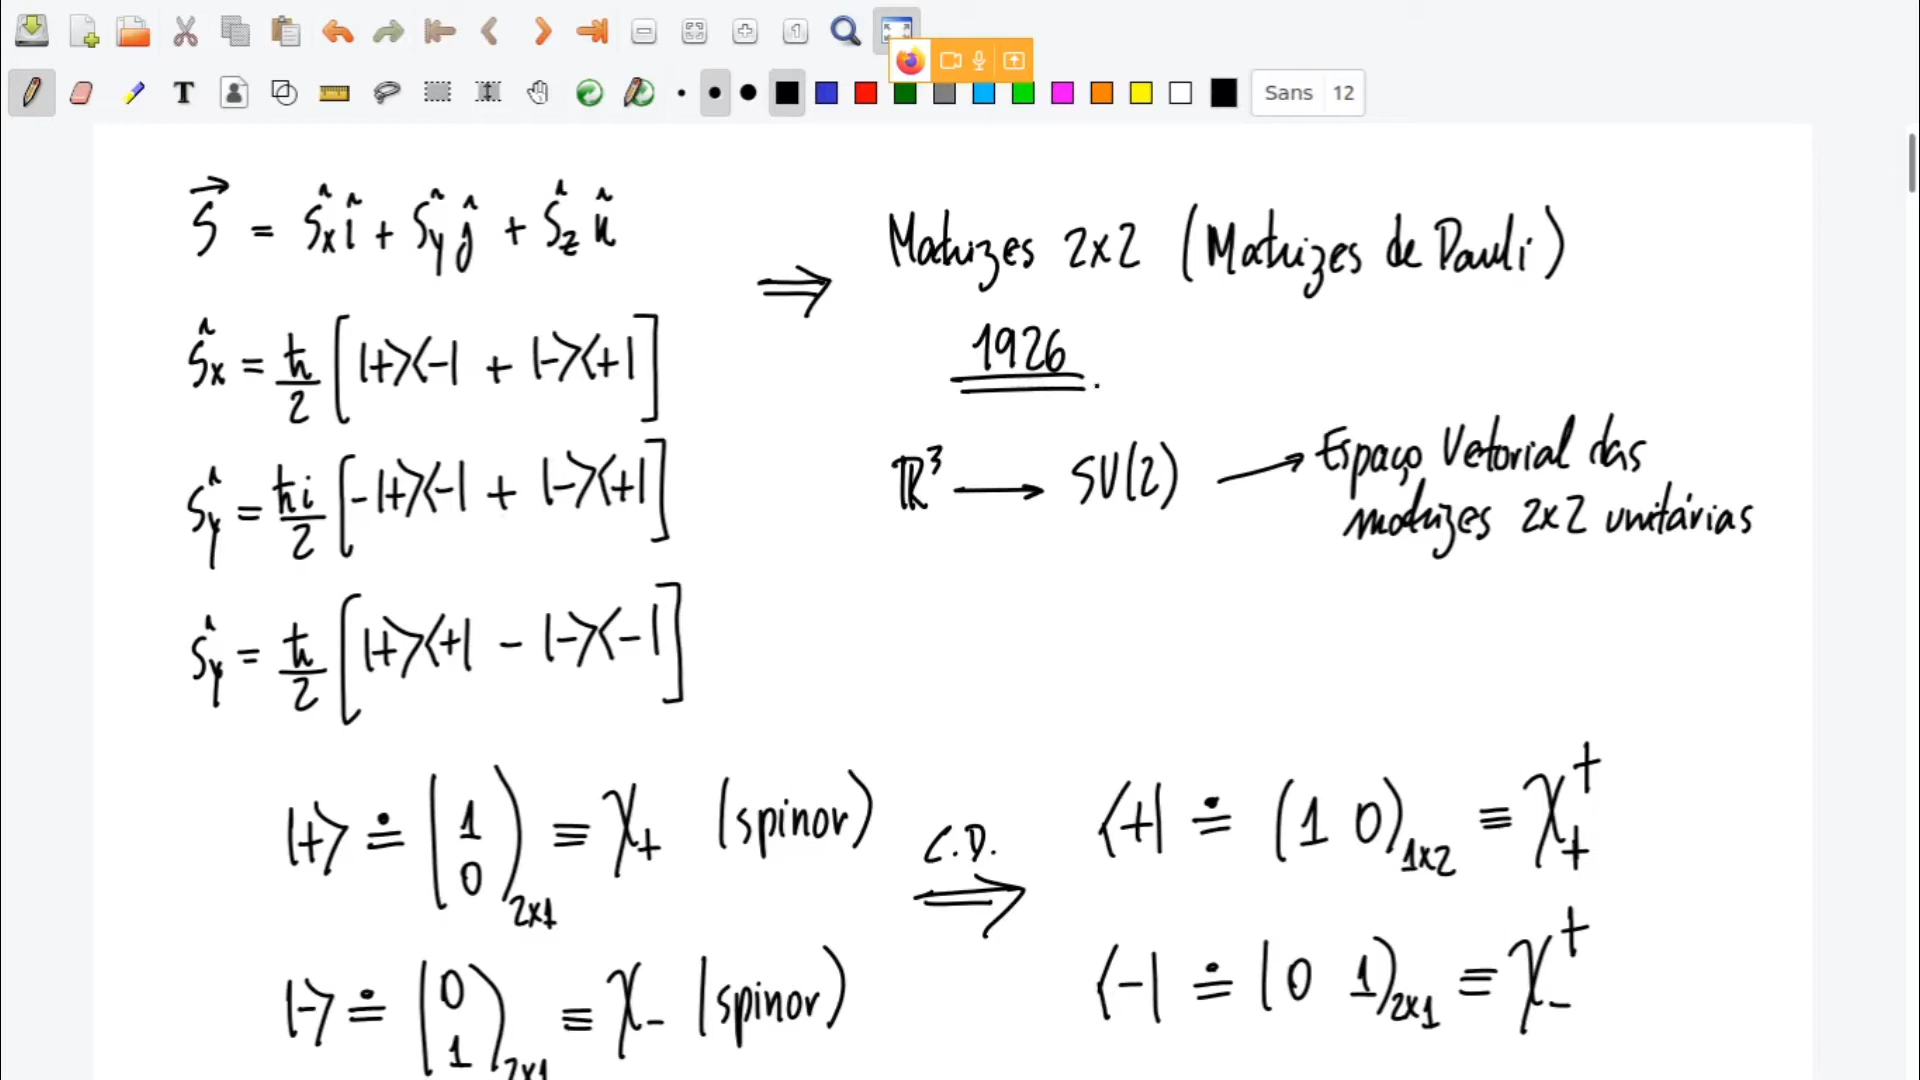 T 1 Sans 12
S⃗ = Ŝx î + Ŝy ĵ + Ŝz k̂
Ŝx = ħ/2 [|+><-| + |-><+|]
Ŝy = ħi/2 [-|+><-| + |-><+|]
Ŝy = ħ/2 [|+><+| - |-><-|]
⇒ Matrizes 2x2 (Matrizes de Pauli)
1926.
ℝ³ → SU(2) → Espaço Vetorial das
matrizes 2x2 unitárias
|+> ≐ (1 0)2x1 ≡ χ+ (spinor)
C.D. ⇒
<+| ≐ (1 0)1x2 ≡ χ+†
|-> ≐ (0 1)2x1 ≡ χ- (spinor)
<-| ≐ (0 1)2x1 ≡ χ-†